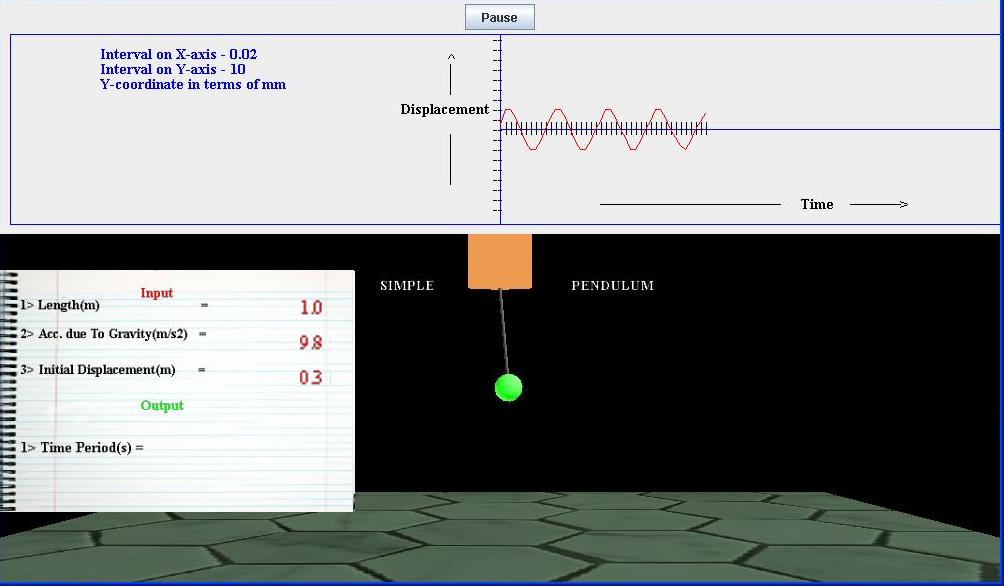 Pause
Interval on X-axis - 0.02
Interval on Y-axis - 10
Y-coordinate in terms of mm
Displacement
Time
SIMPLE PENDULUM
Input
1> Length(m) = 1.0
2> Acc. due To Gravity(m/s2) = 9.8
3> Initial Displacement(m) = 0.3
Output
1> Time Period(s) =